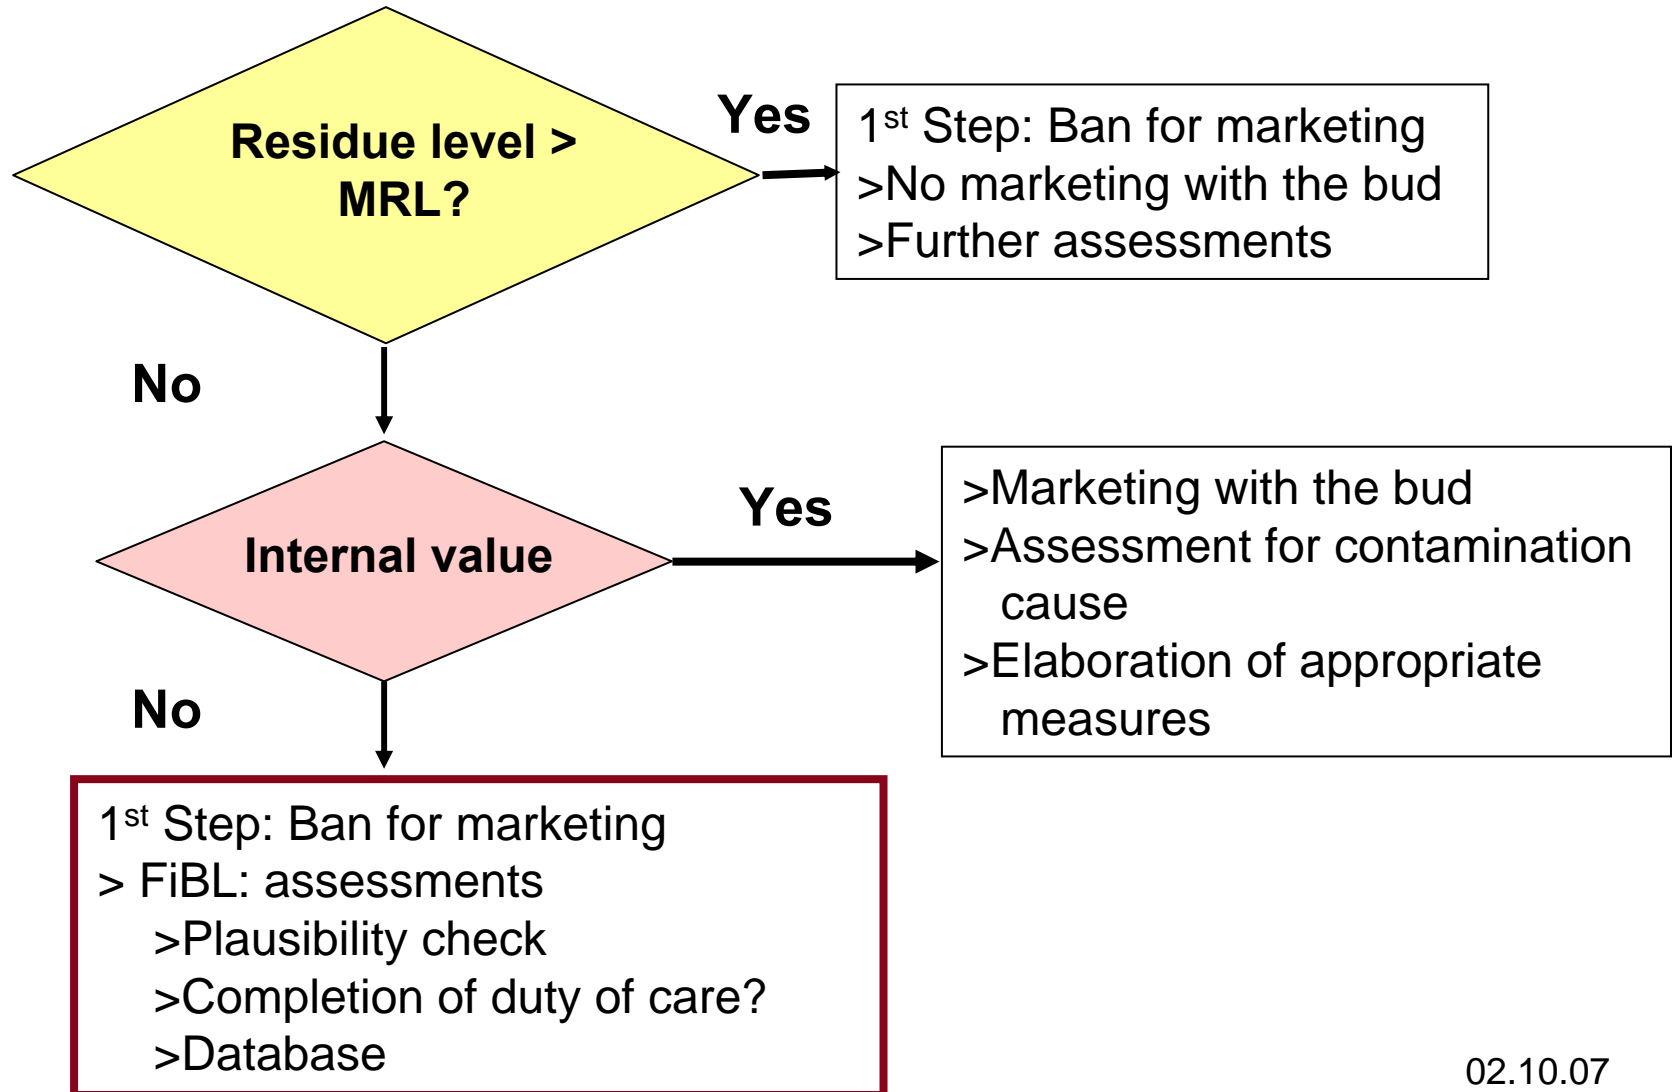 Residue level >
MRL?
Yes
1st Step: Ban for marketing
>No marketing with the bud
>Further assessments
No
Internal value
Yes
>Marketing with the bud
>Assessment for contamination
cause
>Elaboration of appropriate
measures
No
1st Step: Ban for marketing
> FiBL: assessments
>Plausibility check
>Completion of duty of care?
>Database
02.10.07